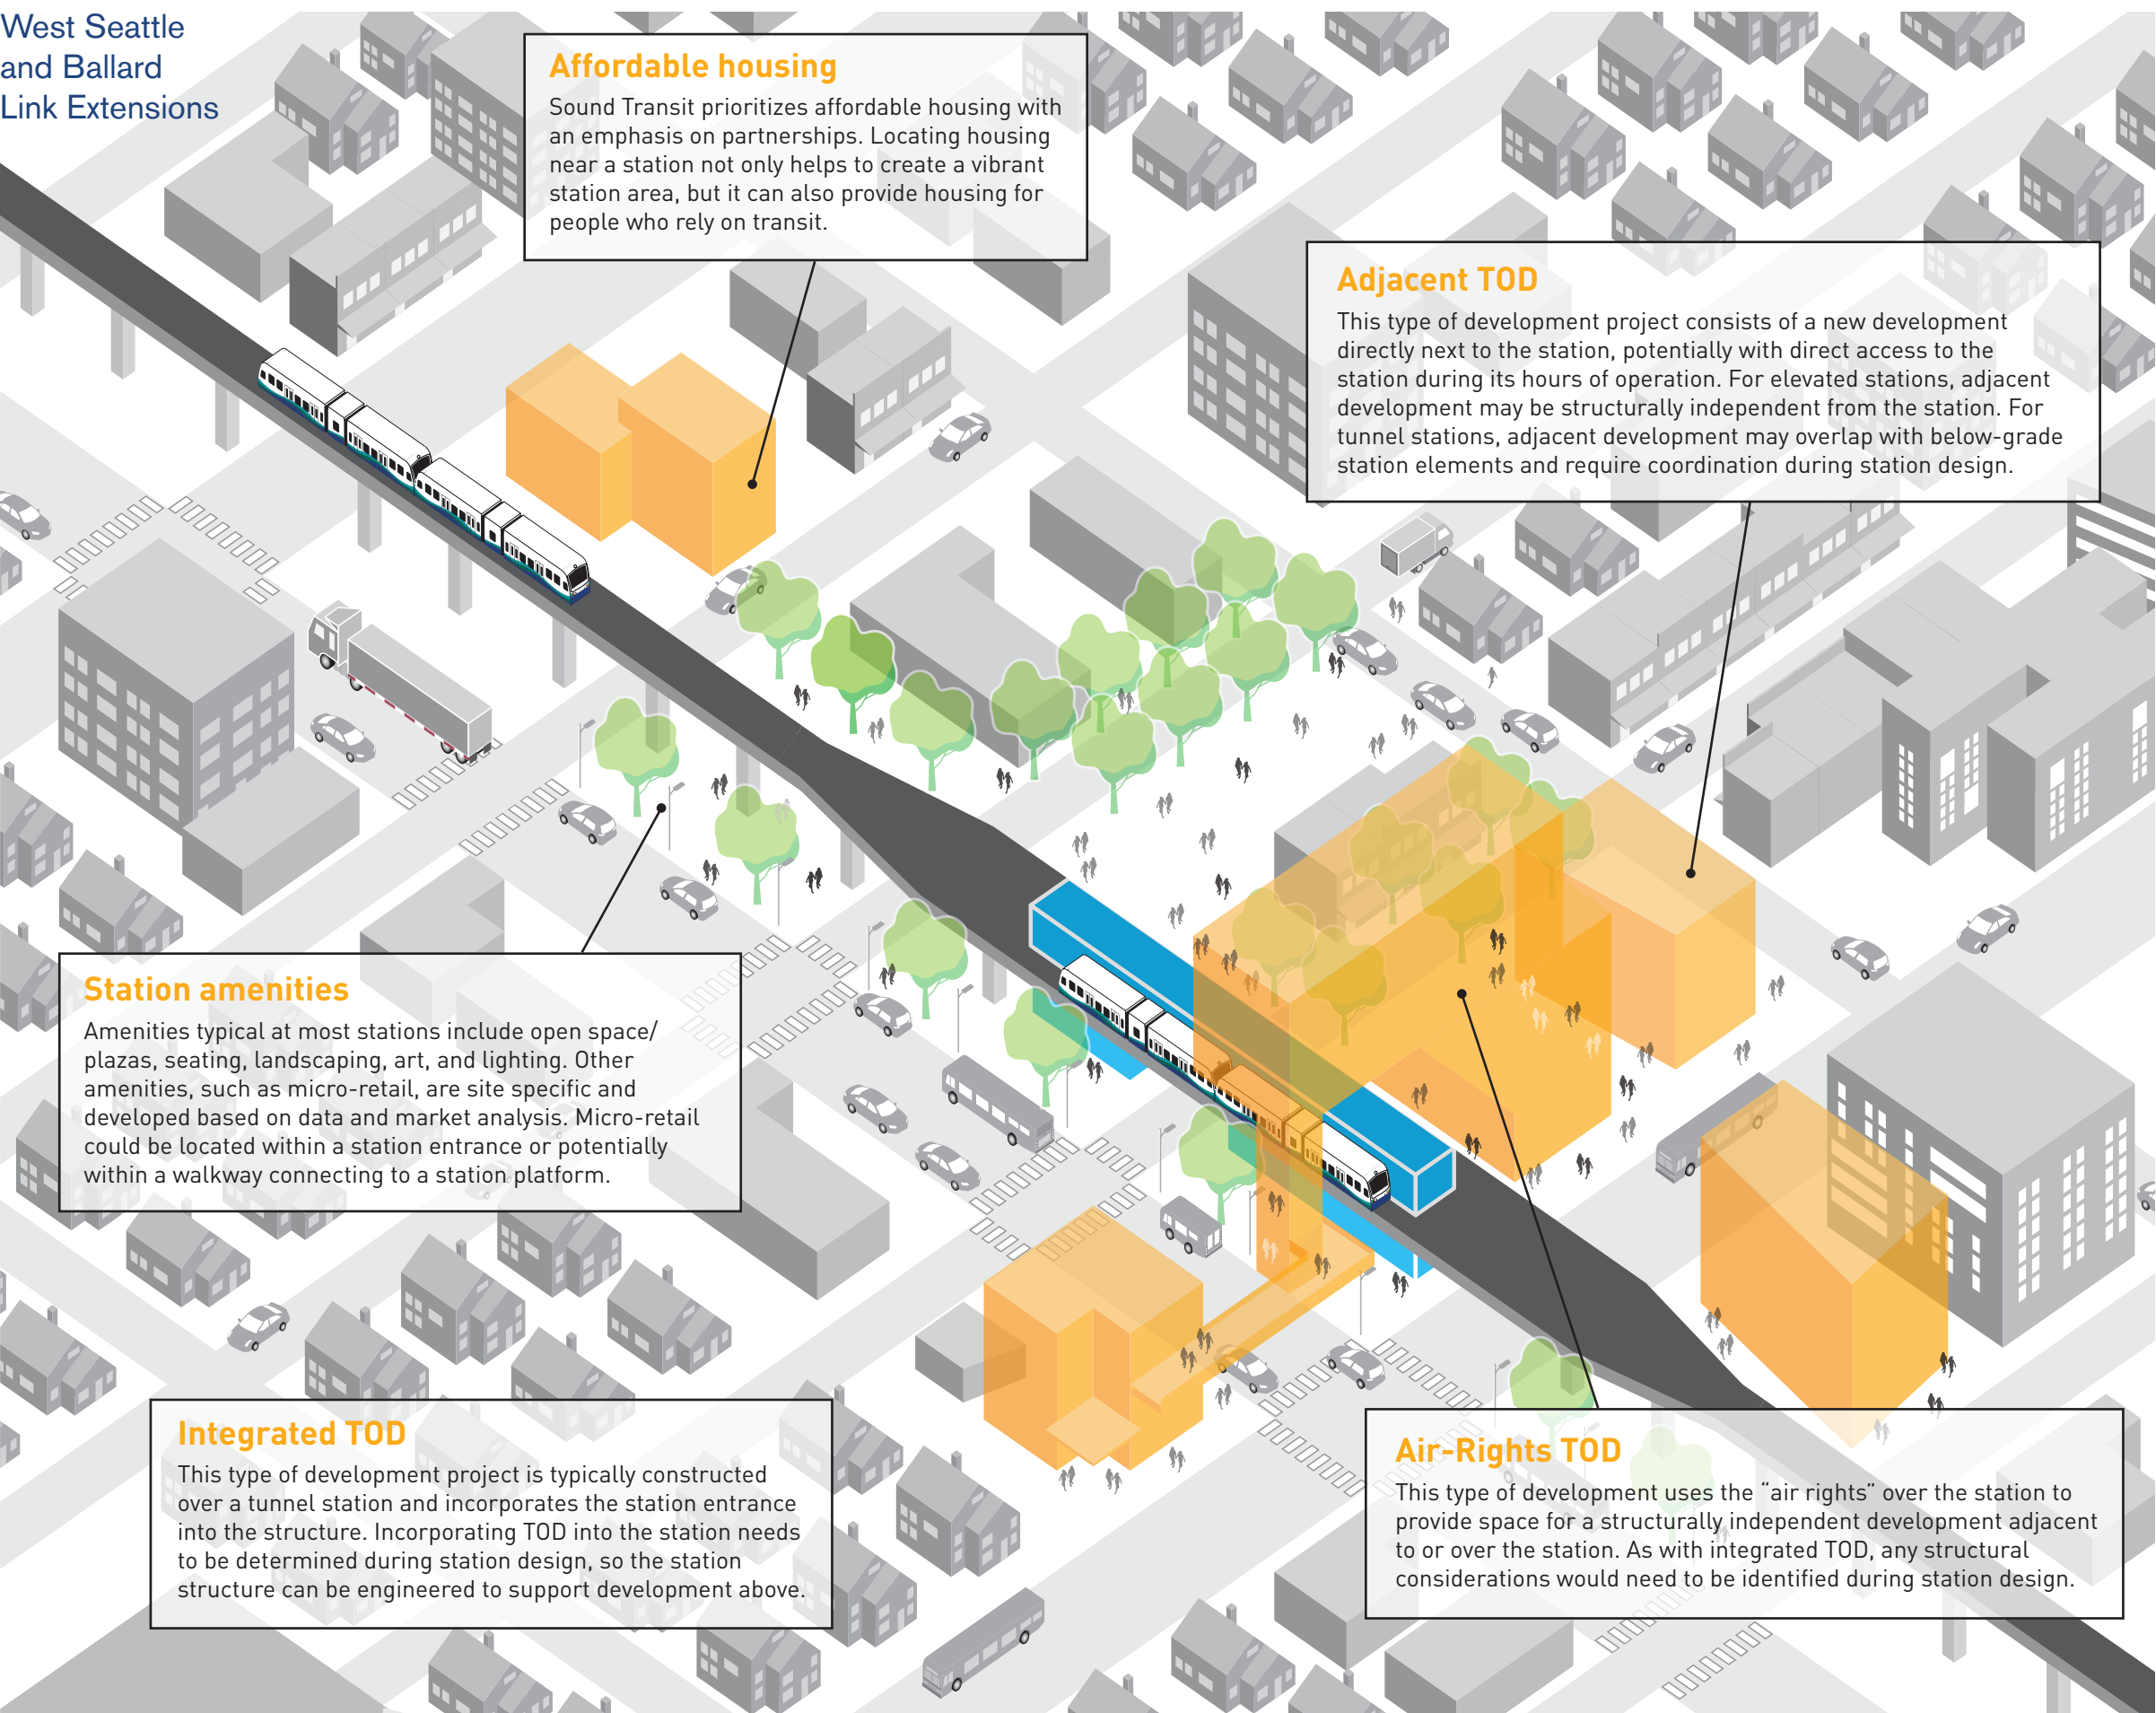 West Seattle
and Ballard
Link Extensions
Affordable housing
Sound Transit prioritizes affordable housing with
an emphasis on partnerships. Locating housing
near a station not only helps to create a vibrant
station area, but it can also provide housing for
people who rely on transit.
Adjacent TOD
This type of development project consists of a new development
directly next to the station, potentially with direct access to the
station during its hours of operation. For elevated stations, adjacent
development may be structurally independent from the station. For
tunnel stations, adjacent development may overlap with below-grade
station elements and require coordination during station design.
Station amenities
Amenities typical at most stations include open space/
plazas, seating, landscaping, art, and lighting. Other
amenities, such as micro-retail, are site specific and
developed based on data and market analysis. Micro-retail
could be located within a station entrance or potentially
within a walkway connecting to a station platform.
Integrated TOD
This type of development project is typically constructed
over a tunnel station and incorporates the station entrance
into the structure. Incorporating TOD into the station needs
to be determined during station design, so the station
structure can be engineered to support development above.
Air-Rights TOD
This type of development uses the “air rights” over the station to
provide space for a structurally independent development adjacent
to or over the station. As with integrated TOD, any structural
considerations would need to be identified during station design.